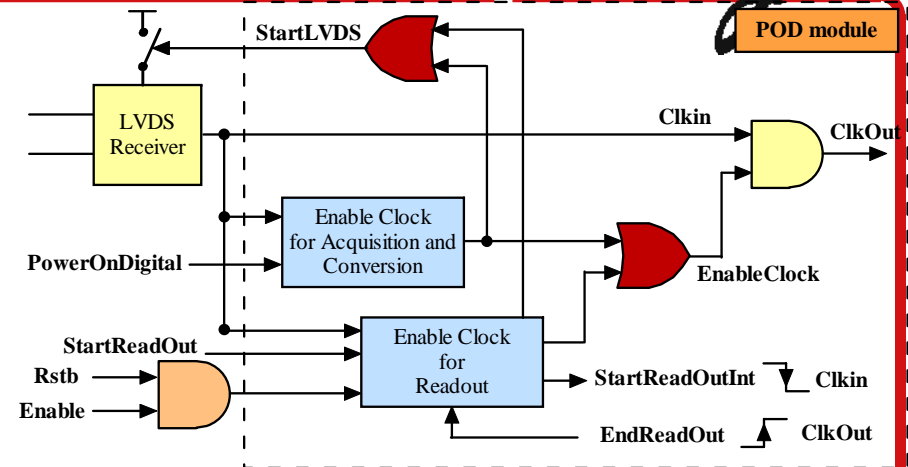 POD module
StartLVDS
LVDS
Receiver
Clkin
ClkOut
Enable Clock
for Acquisition and
Conversion
PowerOnDigital
EnableClock
Enable Clock
for
Readout
StartReadOut
Rstb
Enable
StartReadOutInt
Clkin
EndReadOut
ClkOut